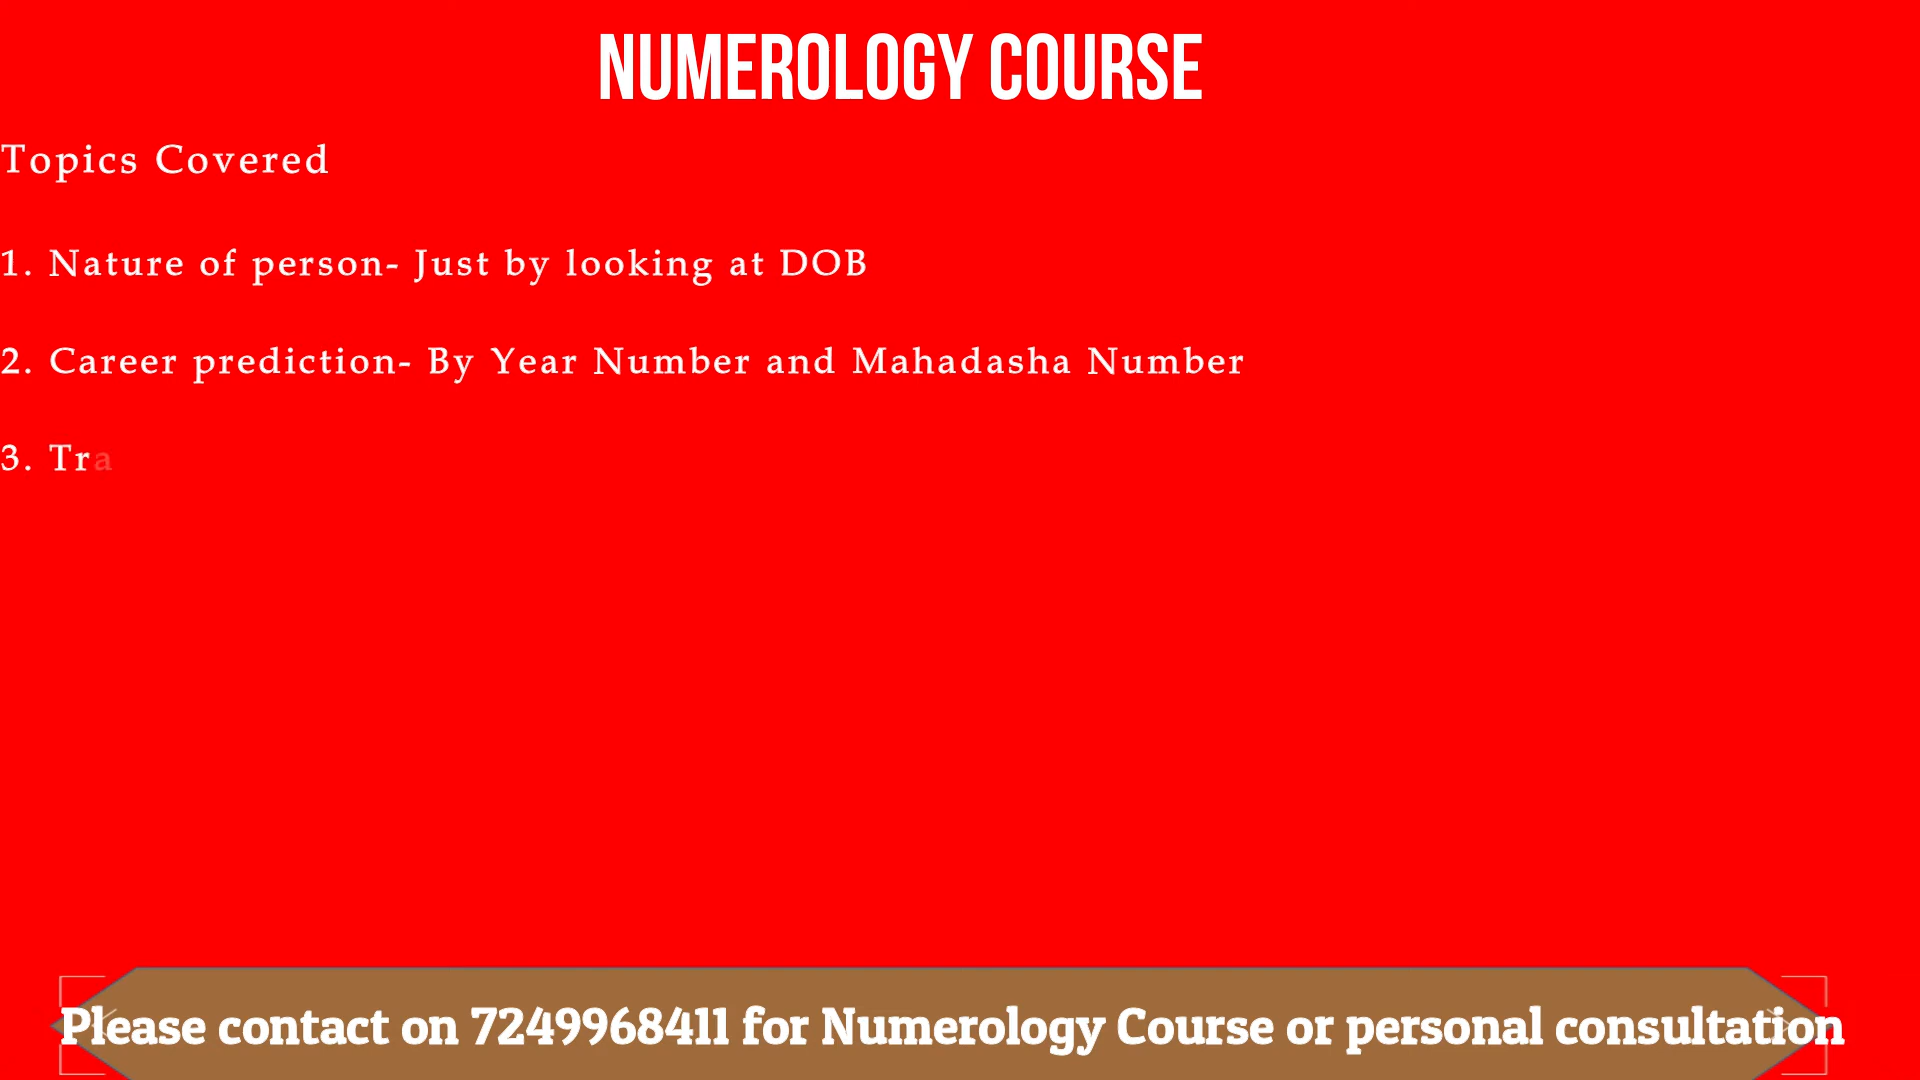 NUMEROLOGY COURSE
Topics Covered
1. Nature of person- Just by looking at DOB
2. Career prediction- By Year Number and Mahadasha Number
3. Tra
Please contact on 7249968411 for Numerology Course or personal consultation